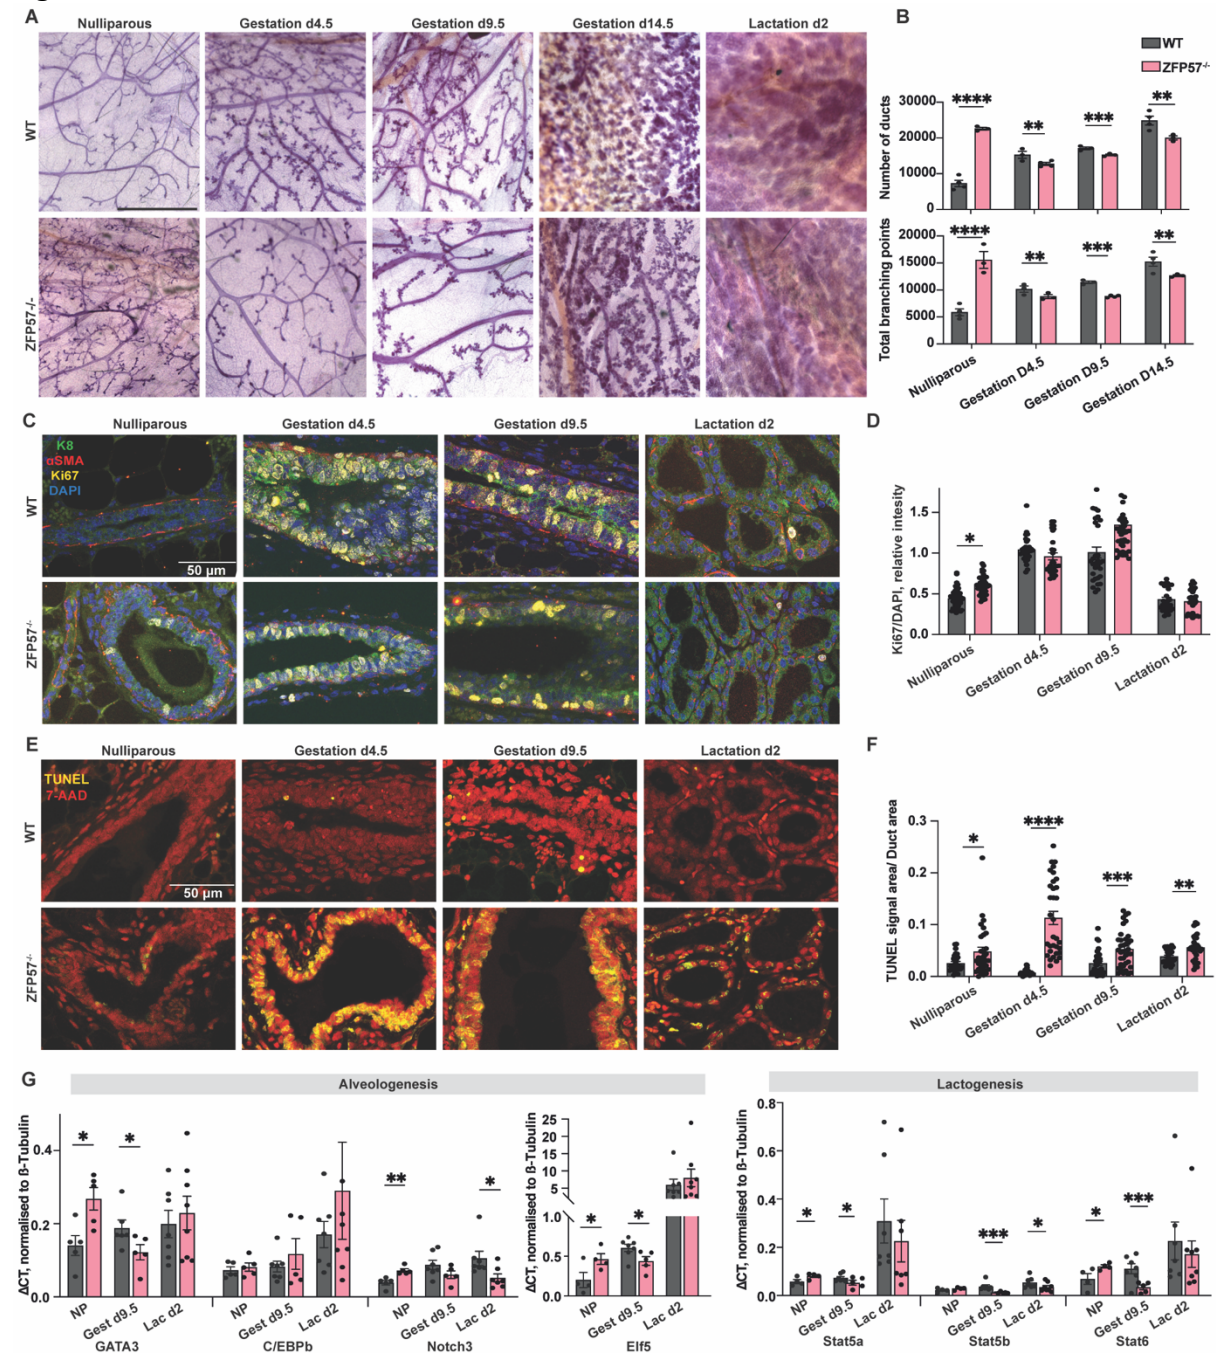 A
Nulliparous
Gestation d4.5
Gestation d9.5
Gestation d14.5
Lactation d2
WT
ZFP57-/-
B
WT
ZFP57-/-
Number of ducts
30000
20000
10000
0
****
**
***
**
Total branching points
20000
15000
10000
5000
0
****
**
***
**
Nulliparous
Gestation D4.5
Gestation D9.5
Gestation D14.5
C
Nulliparous
Gestation d4.5
Gestation d9.5
Lactation d2
K8
αSMA
Ki67
DAPI
50 µm
WT
ZFP57-/-
D
Ki67/DAPI, relative intesity
1.5
1.0
0.5
0.0
*
Nulliparous
Gestation d4.5
Gestation d9.5
Lactation d2
E
Nulliparous
Gestation d4.5
Gestation d9.5
Lactation d2
TUNEL
7-AAD
50 µm
WT
ZFP57-/-
F
TUNEL signal area/ Duct area
0.3
0.2
0.1
0.0
*
****
***
**
Nulliparous
Gestation d4.5
Gestation d9.5
Lactation d2
G
Alveologenesis
ΔCT, normalised to ß-Tubulin
0.4
0.2
0.0
*
*
**
*
NP
Gest d9.5
Lac d2
NP
Gest d9.5
Lac d2
NP
Gest d9.5
Lac d2
GATA3
C/EBPb
Notch3
ΔCT, normalised to ß-Tubulin
25
20
15
10
5
1.0
0.5
0.0
*
*
NP
Gest d9.5
Lac d2
Elf5
Lactogenesis
ΔCT, normalised to ß-Tubulin
0.8
0.6
0.4
0.2
0.0
*
*
***
*
*
***
NP
Gest d9.5
Lac d2
NP
Gest d9.5
Lac d2
NP
Gest d9.5
Lac d2
Stat5a
Stat5b
Stat6